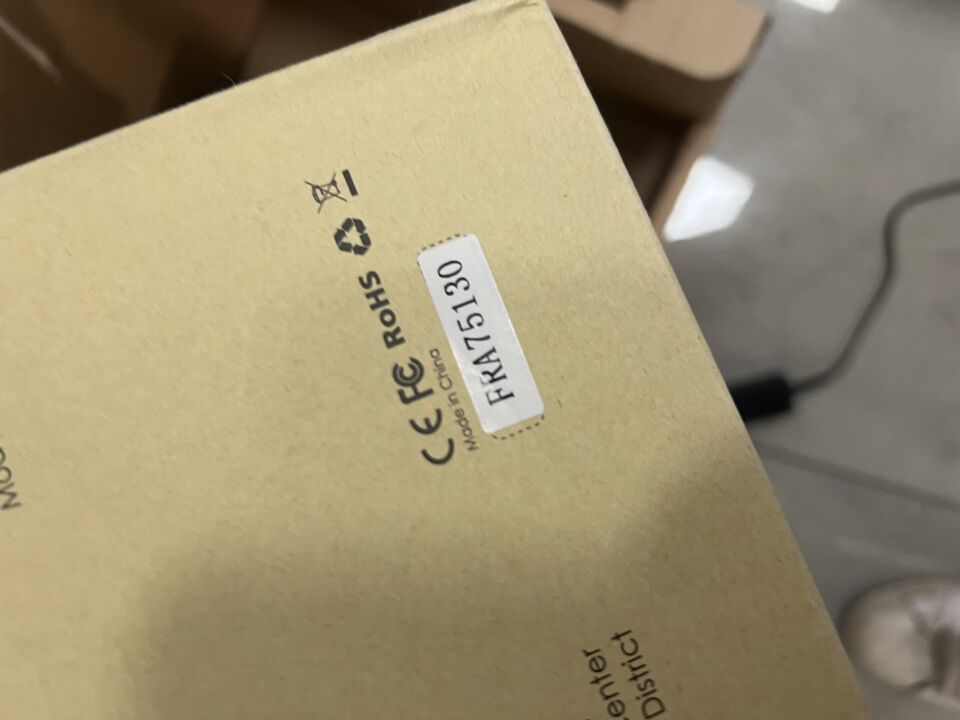 CE FC RoHS
Made in China
FRA75130
enter
District